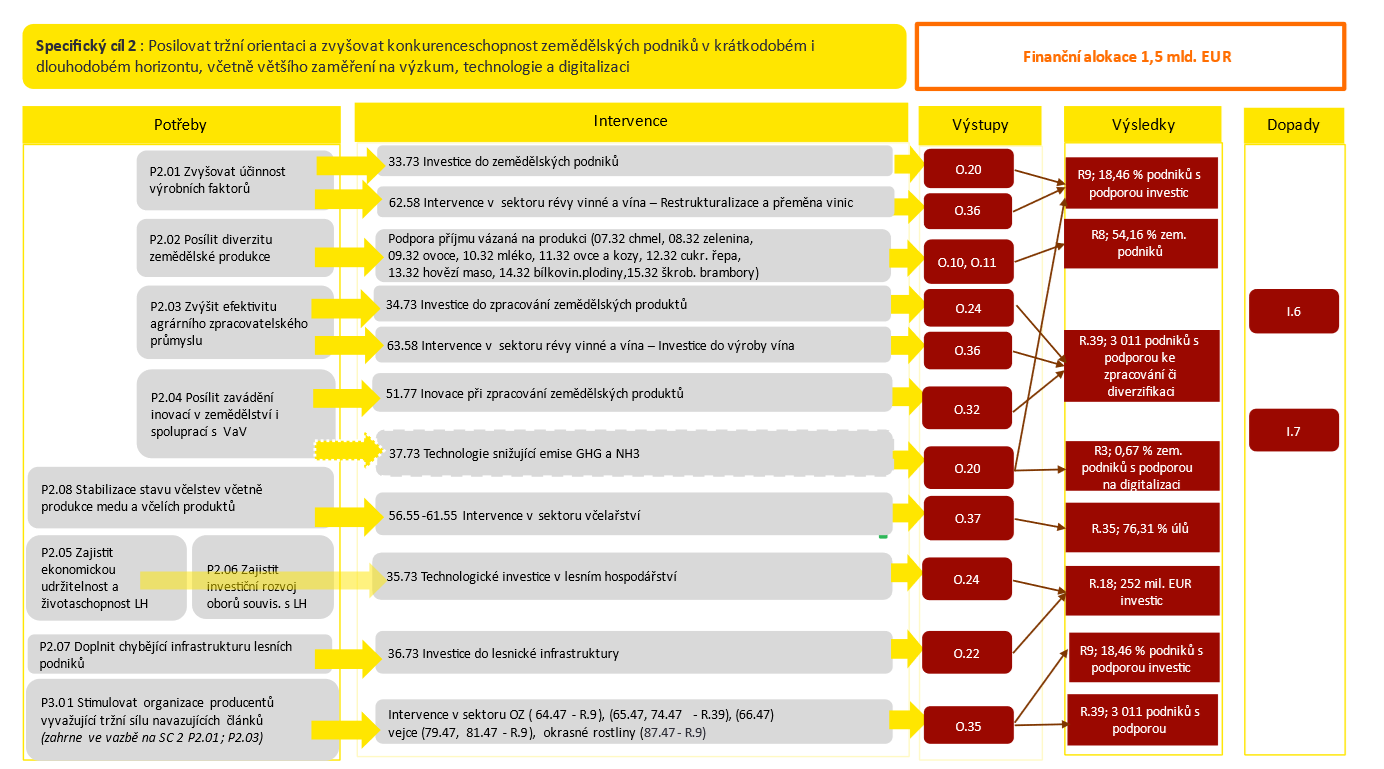 Specifický cíl 2 : Posilovat tržní orientaci a zvyšovat konkurenceschopnost zemědělských podniků v krátkodobém i
dlouhodobém horizontu, včetně většího zaměření na výzkum, technologie a digitalizaci
Finanční alokace 1,5 mld. EUR
Potřeby
Intervence
Výstupy
Výsledky
Dopady
P2.01 Zvyšovat účinnost
výrobních faktorů
P2.02 Posílit diverzitu
zemědělské produkce
P2.03 Zvýšit efektivitu
agrárního zpracovatelského
průmyslu
P2.04 Posílit zavádění
inovací v zemědělství i
spoluprací s VaV
P2.08 Stabilizace stavu včelstev včetně
produkce medu a včelích produktů
P2.05 Zajistit
ekonomickou
udržitelnost a
životaschopnost LH
P2.06 Zajistit
investiční rozvoj
oborů souvis. s LH
P2.07 Doplnit chybějící infrastrukturu lesních
podniků
P3.01 Stimulovat organizace producentů
vyvažující tržní sílu navazujících článků
(zahrne ve vazbě na SC 2 P2.01; P2.03)
33.73 Investice do zemědělských podniků
62.58 Intervence v sektoru révy vinné a vína – Restrukturalizace a přeměna vinic
Podpora příjmu vázaná na produkci (07.32 chmel, 08.32 zelenina,
09.32 ovoce, 10.32 mléko, 11.32 ovce a kozy, 12.32 cukr. řepa,
13.32 hovězí maso, 14.32 bílkovin.plodiny,15.32 škrob. brambory)
34.73 Investice do zpracování zemědělských produktů
63.58 Intervence v sektoru révy vinné a vína – Investice do výroby vína
51.77 Inovace při zpracování zemědělských produktů
37.73 Technologie snižující emise GHG a NH3
56.55-61.55 Intervence v sektoru včelařství
35.73 Technologické investice v lesním hospodářství
36.73 Investice do lesnické infrastruktury
Intervence v sektoru OZ ( 64.47 - R.9), (65.47, 74.47 - R.39), (66.47)
vejce (79.47, 81.47 - R.9), okrasné rostliny (87.47- R.9)
O.20
O.36
O.10, O.11
O.24
O.36
O.32
O.20
O.37
O.24
O.22
O.35
R9; 18,46 % podniků s
podporou investic
R8; 54,16 % zem.
podniků
R.39; 3 011 podniků s
podporou ke
zpracování či
diverzifikaci
R3; 0,67 % zem.
podniků s podporou
na digitalizaci
R.35; 76,31 % úlů
R.18; 252 mil. EUR
investic
R9; 18,46 % podniků s
podporou investic
R.39; 3 011 podniků s
podporou
I.6
I.7